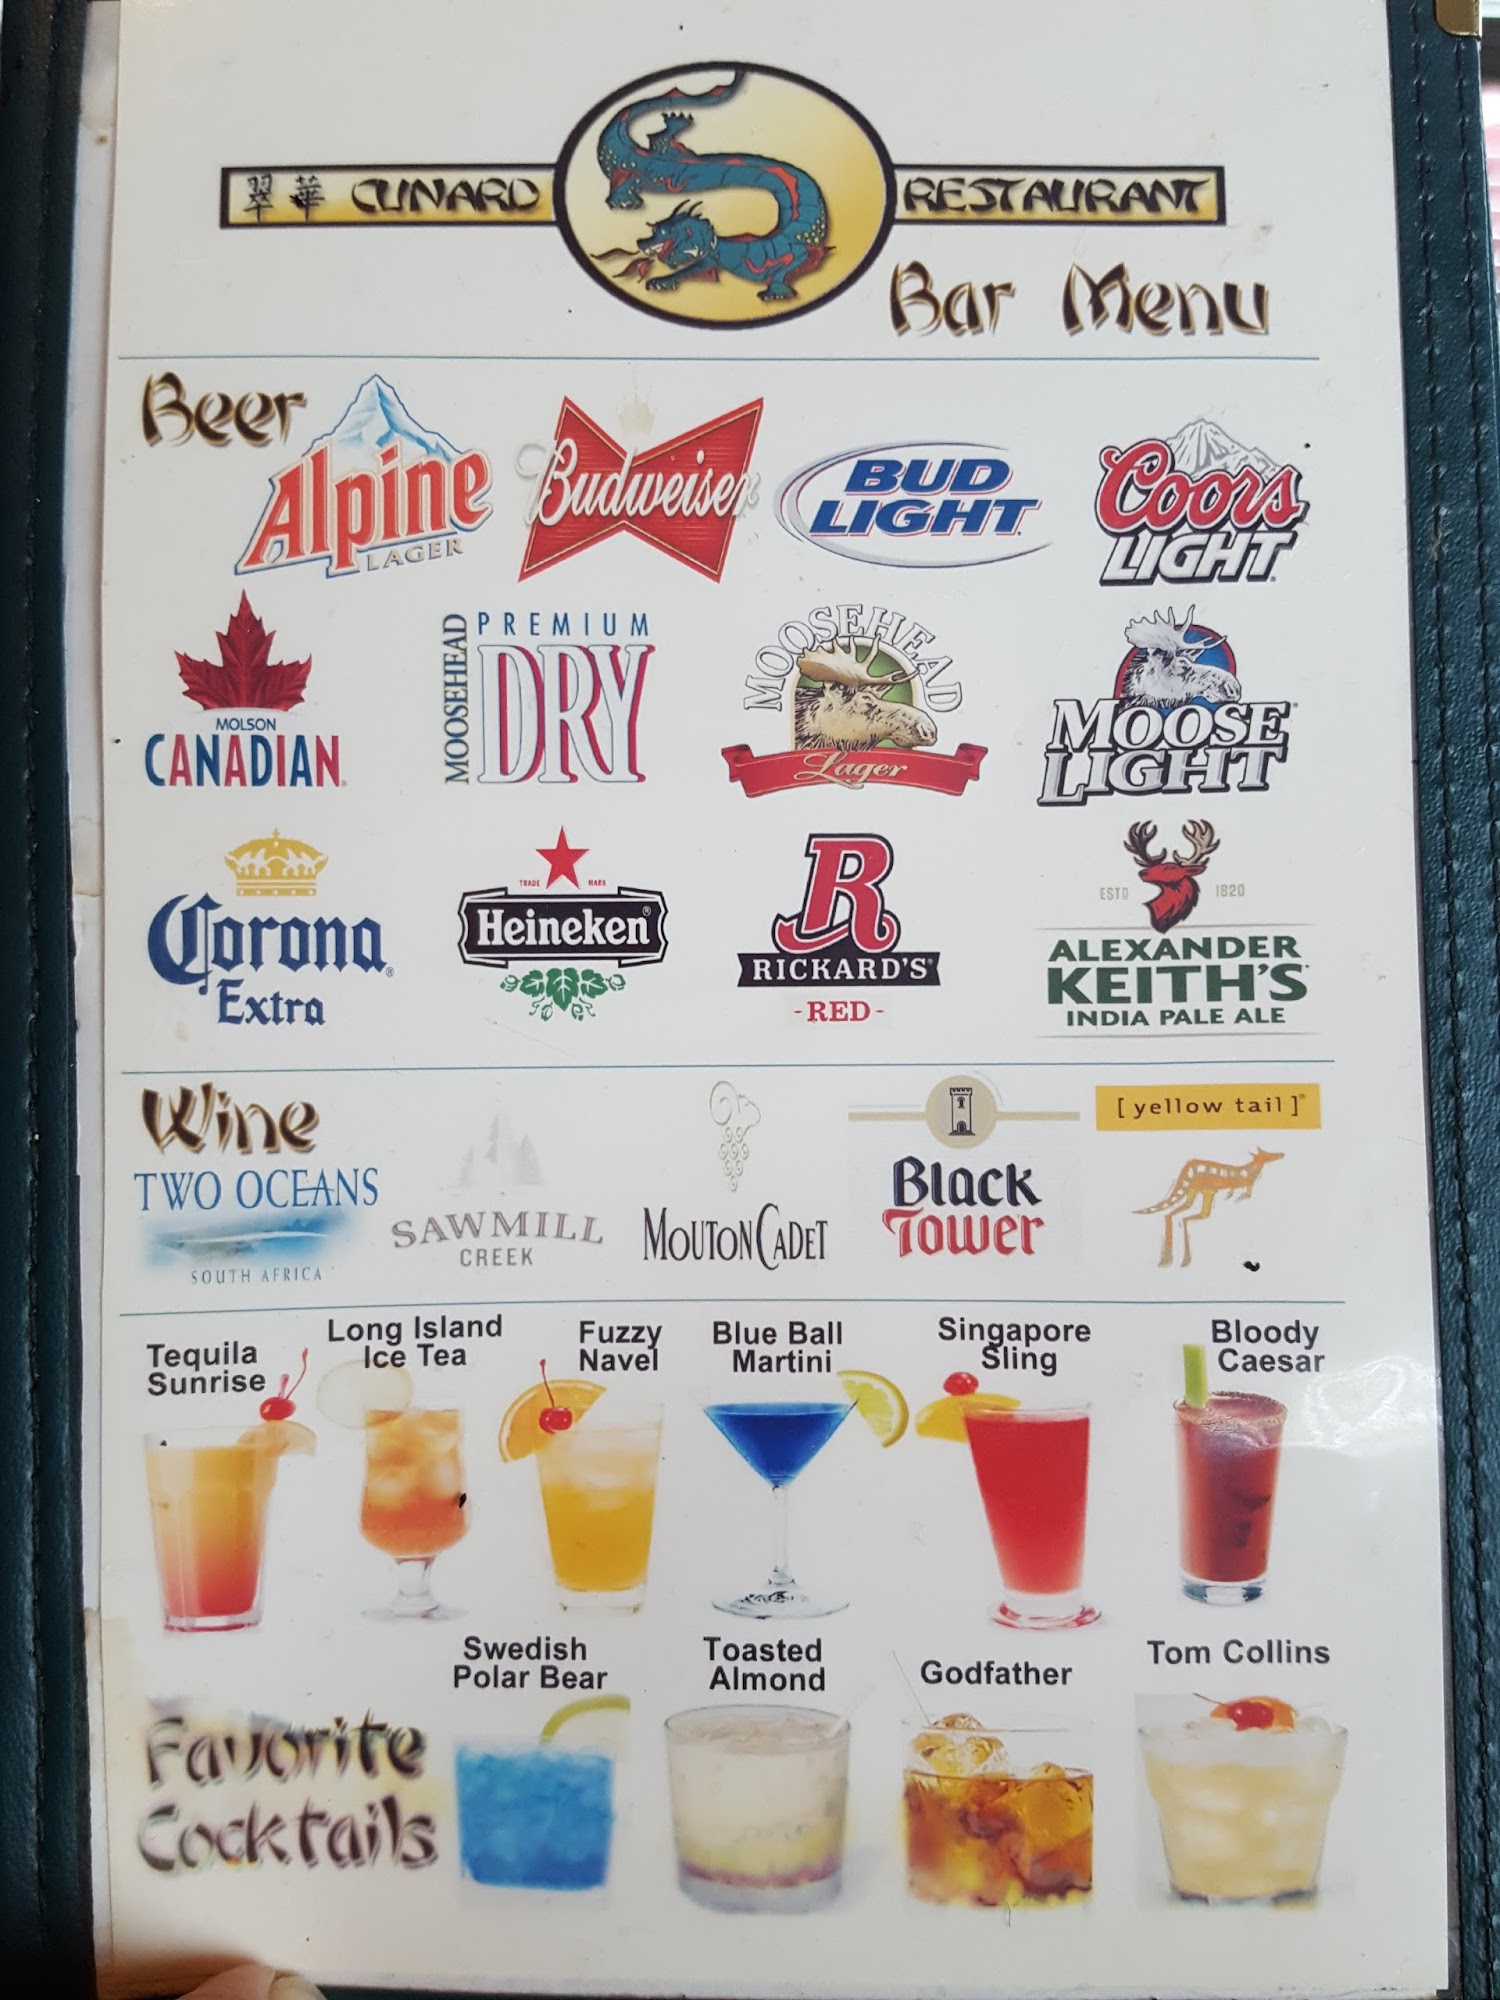 翠華 CUNARD RESTAURANT
Bar Menu
Beer
Alpine
LAGER
Budweiser
BUD
LIGHT
Coors
LIGHT
MOLSON
CANADIAN
MOOSEHEAD
PREMIUM
DRY
MOOSEHEAD
Lager
MOOSE
LIGHT
Corona
Extra
TRADE MARK
Heineken
R
RICKARD'S
-RED-
ESTD 1820
ALEXANDER
KEITH'S
INDIA PALE ALE
Wine
TWO OCEANS
SOUTH AFRICA
SAWMILL
CREEK
MOUTON CADET
Black
Tower
[ yellow tail ]®
Tequila
Sunrise
Long Island
Ice Tea
Fuzzy
Navel
Blue Ball
Martini
Singapore
Sling
Bloody
Caesar
Swedish
Polar Bear
Toasted
Almond
Godfather
Tom Collins
Favorite
Cocktails